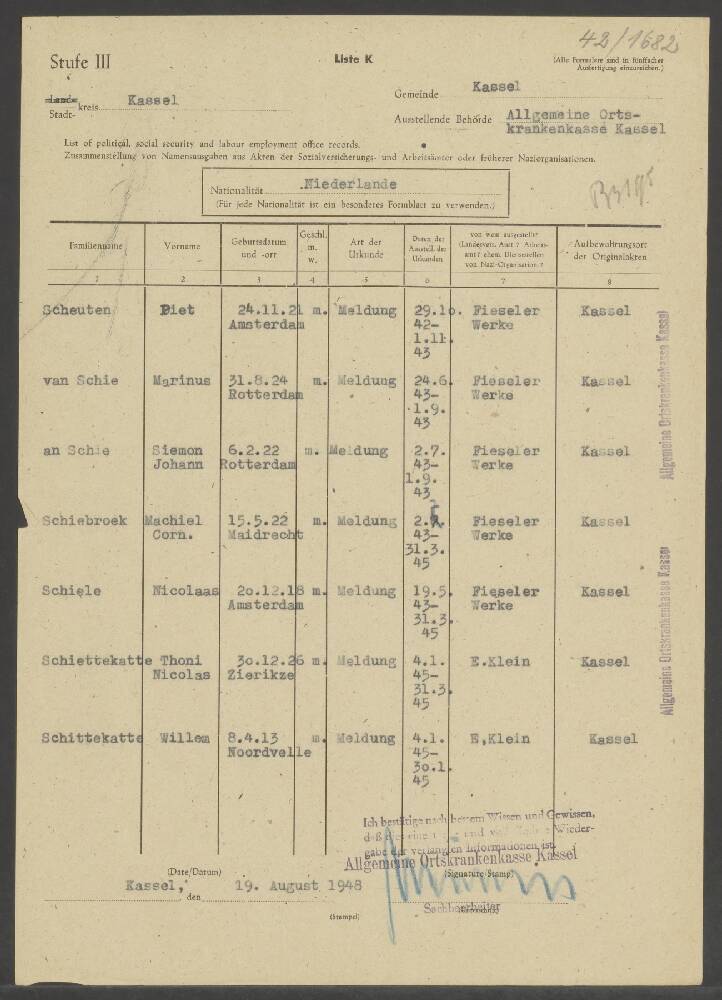 42/1682
Stufe III
Liste K
(Alle Formulare sind in fünffacher
Ausfertigung einzureichen.)
Land-
Stadt- kreis Kassel
Gemeinde Kassel
Ausstellende Behörde Allgemeine Orts-
krankenkasse Kassel
List of political, social security and labour employment office records.
Zusammenstellung von Namensausgaben aus Akten der Sozialversicherungs- und Arbeitsämter oder früherer Naziorganisationen.
Nationalität Niederlande
(Für jede Nationalität ist ein besonderes Formblatt zu verwenden.)
Familienname Vorname Geburtsdatum und -ort Geschl. m. w. Art der Urkunde Daten der Ausstell. der Urkunden von wem ausgestellt? Aufbewahrungsort der Originalakten
1 2 3 4 5 6 7 8
Scheuten Piet 24.11.21 m. Meldung 29.10. Fieseler Kassel
Amsterdam 42- Werke
1.11.
43
van Schie Marinus 31.8.24 m. Meldung 24.6. Fieseler Kassel
Rotterdam 43- Werke
1.9.
43
an Schie Siemon 6.2.22 m. Meldung 2.7. Fieseler Kassel
Johann Rotterdam 43- Werke
1.9.
43
Schiebroek Machiel 15.5.22 m. Meldung 2. Fieseler Kassel
Corn. Maidrecht 43- Werke
31.3.
45
Schiele Nicolaas 20.12.18 m. Meldung 19.5. Fieseler Kassel
Amsterdam 43- Werke
31.3.
45
Schiettekatte Thoni 30.12.26 m. Meldung 4.1. E.Klein Kassel
Nicolas Zierikze 45-
31.3.
45
Schittekatte Willem 8.4.13 m. Meldung 4.1. E,Klein Kassel
Noordvelle 45-
30.1.
45
Allgemeine Ortskrankenkasse Kassel
Allgemeine Ortskrankenkasse Kassel
Ich bestätige nach bestem Wissen und Gewissen,
Wieder-
gabe der verlangten Informationen ist.
Allgemeine Ortskrankenkasse Kassel
(Date/Datum) (Signature/Stamp)
Kassel, den 19. August 1948
Sachbearbeiter
(Stempel)